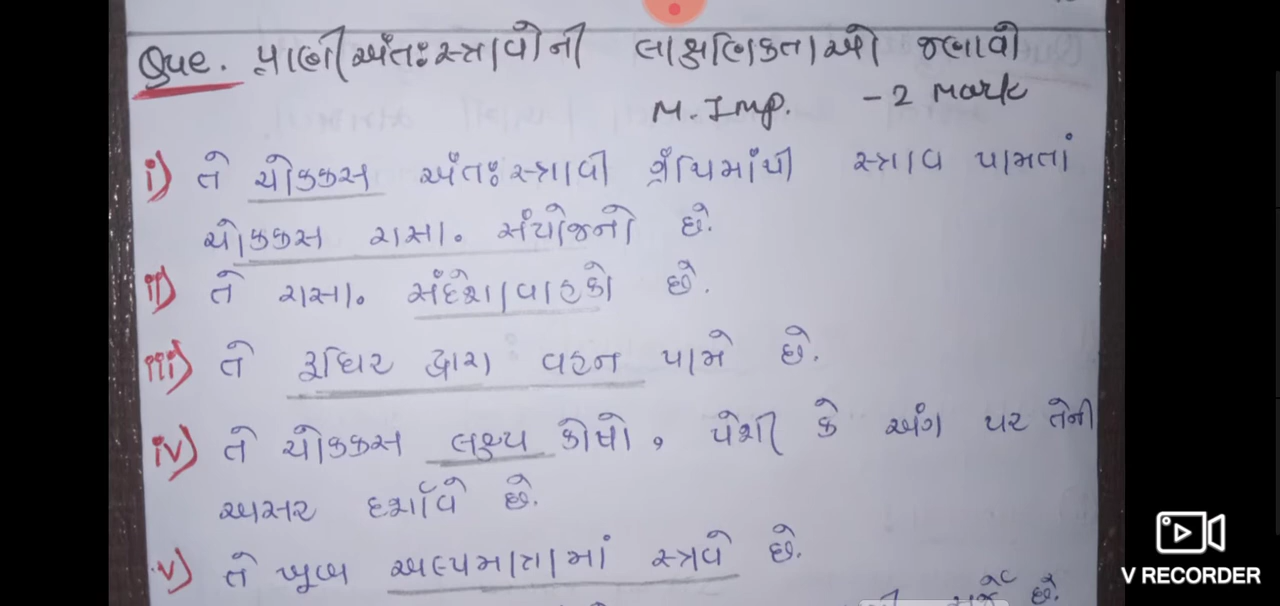 Que. પ્રાણીઅંતઃસ્ત્રાવોની લાક્ષણિકતાઓ જણાવો
M. Imp. - 2 Mark
i) તે ચોક્કસ અંતઃસ્ત્રાવી ગ્રંથિમાંથી સ્ત્રાવ પામતાં
ચોક્કસ રાસા. સંયોજનો છે.
ii) તે રાસા. સંદેશાવાહકો છે.
iii) તે રૂધિર દ્વારા વહન પામે છે.
iv) તે ચોક્કસ લક્ષ્ય કોષો, પેશી કે અંગ પર તેની
અસર દર્શાવે છે.
v) તે ખૂબ અલ્પમાત્રામાં સ્ત્રવે છે.
છે.
V RECORDER